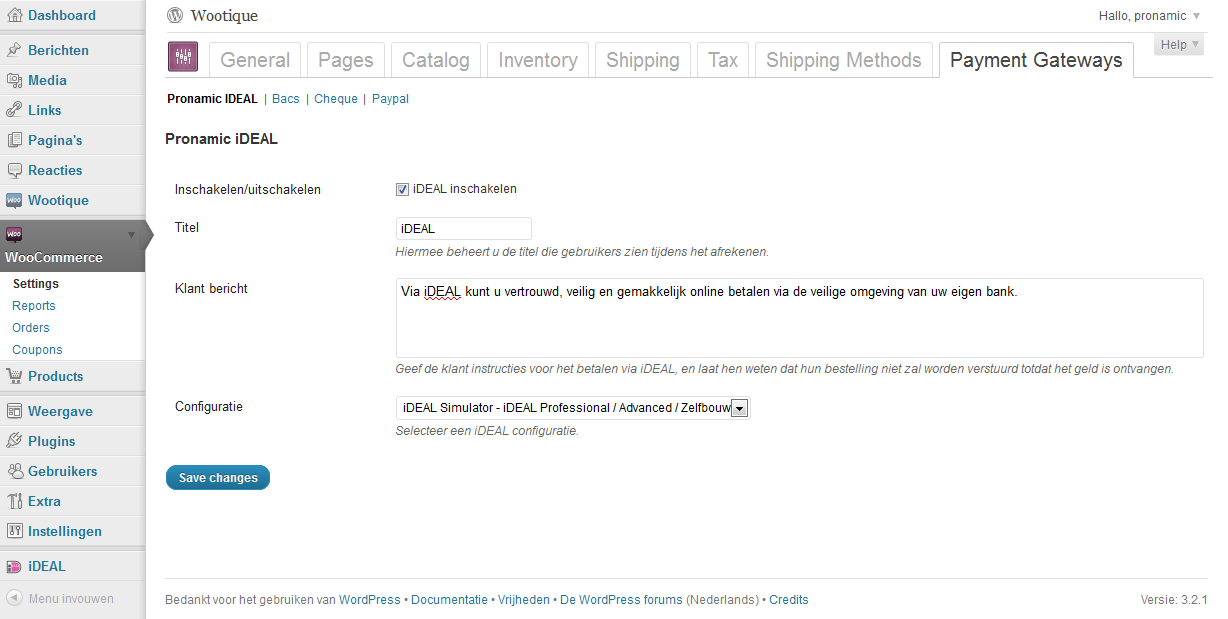 Dashboard
Berichten
Media
Links
Pagina's
Reacties
Wootique
WooCommerce
Settings
Reports
Orders
Coupons
Products
Weergave
Plugins
Gebruikers
Extra
Instellingen
iDEAL
Menu invouwen
Wootique
Hallo, pronamic
Help
General Pages Catalog Inventory Shipping Tax Shipping Methods Payment Gateways
Pronamic IDEAL | Bacs | Cheque | Paypal
Pronamic iDEAL
Inschakelen/uitschakelen iDEAL inschakelen
Titel iDEAL
Hiermee beheert u de titel die gebruikers zien tijdens het afrekenen.
Klant bericht Via iDEAL kunt u vertrouwd, veilig en gemakkelijk online betalen via de veilige omgeving van uw eigen bank.
Geef de klant instructies voor het betalen via iDEAL, en laat hen weten dat hun bestelling niet zal worden verstuurd totdat het geld is ontvangen.
Configuratie iDEAL Simulator - iDEAL Professional / Advanced / Zelfbouw
Selecteer een iDEAL configuratie.
Save changes
Bedankt voor het gebruiken van WordPress • Documentatie • Vrijheden • De WordPress forums (Nederlands) • Credits
Versie: 3.2.1